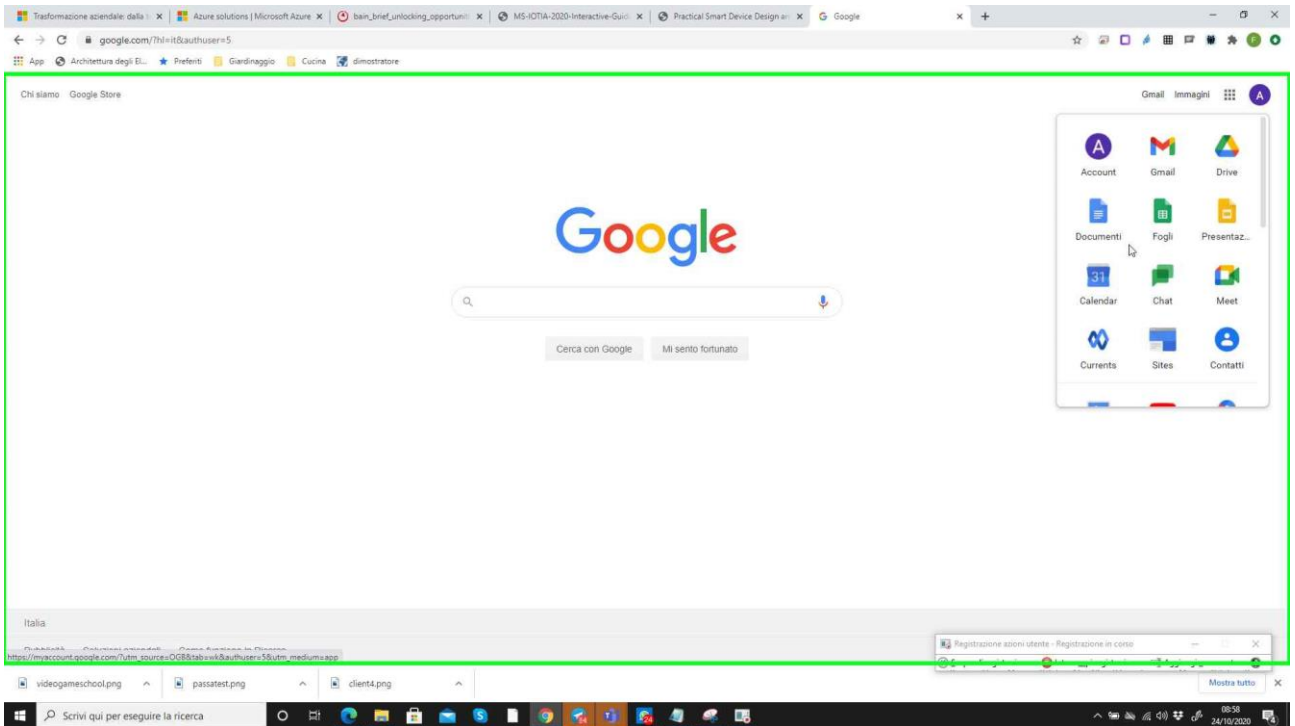 Trasformazione aziendale: dalla
Azure solutions | Microsoft Azure
bain_brief_unlocking_opportuniti
MS-IOTIA-2020-Interactive-Guid
Practical Smart Device Design an
Google
google.com/?hl=it&authuser=5
App
Architettura degli El...
Preferiti
Giardinaggio
Cucina
dimostratore
Chi siamo
Google Store
Gmail
Immagini
A
A
Account
Gmail
Drive
Documenti
Fogli
Presentaz...
31
Calendar
Chat
Meet
Currents
Sites
Contatti
Google
Cerca con Google
Mi sento fortunato
Italia
Registrazione azioni utente - Registrazione in corso
https://myaccount.google.com/?utm_source=OGB&tab=wk&authuser=5&utm_medium=app
videogameschool.png
passatest.png
client4.png
Mostra tutto
Scrivi qui per eseguire la ricerca
08:58
24/10/2020